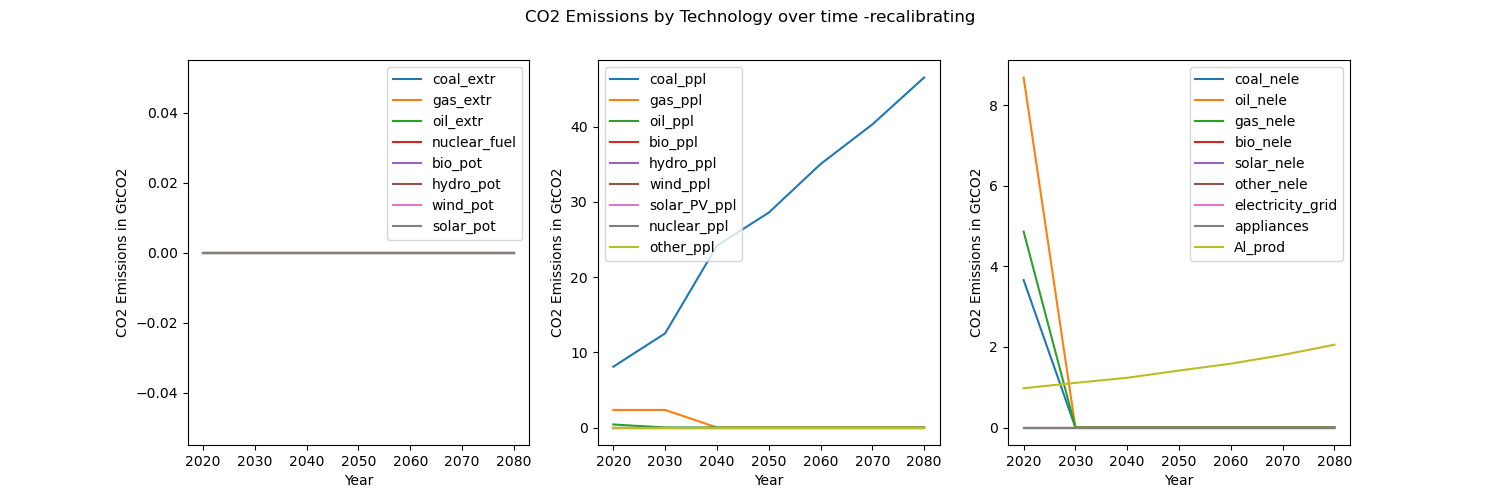 CO2 Emissions by Technology over time -recalibrating
CO2 Emissions in GtCO2
0.04
0.02
0.00
−0.02
−0.04
coal_extr
gas_extr
oil_extr
nuclear_fuel
bio_pot
hydro_pot
wind_pot
solar_pot
2020 2030 2040 2050 2060 2070 2080
Year
CO2 Emissions in GtCO2
40
30
20
10
0
coal_ppl
gas_ppl
oil_ppl
bio_ppl
hydro_ppl
wind_ppl
solar_PV_ppl
nuclear_ppl
other_ppl
2020 2030 2040 2050 2060 2070 2080
Year
CO2 Emissions in GtCO2
8
6
4
2
0
coal_nele
oil_nele
gas_nele
bio_nele
solar_nele
other_nele
electricity_grid
appliances
Al_prod
2020 2030 2040 2050 2060 2070 2080
Year